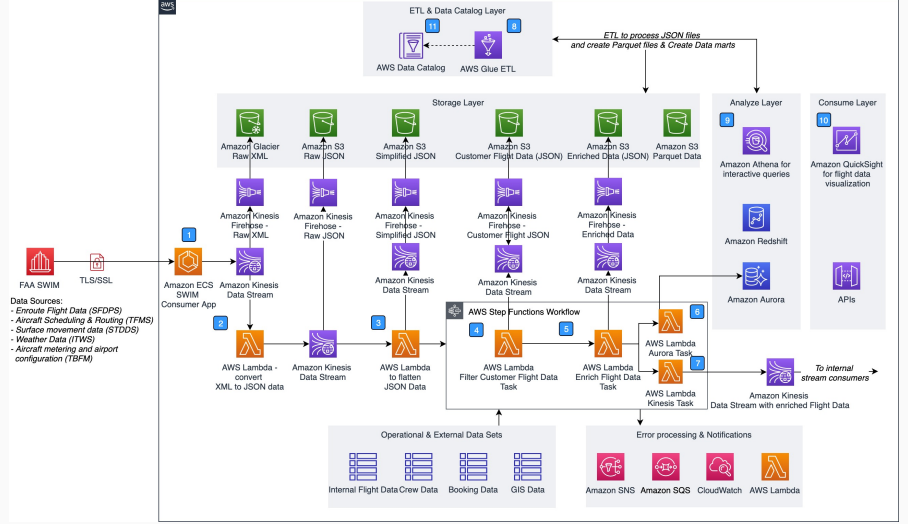 aws
ETL & Data Catalog Layer
11
8
AWS Data Catalog
AWS Glue ETL
ETL to process JSON files
and create Parquet files & Create Data marts
Storage Layer
Amazon Glacier
Raw XML
Amazon S3
Raw JSON
Amazon S3
Simplified JSON
Amazon S3
Customer Flight Data (JSON)
Amazon S3
Enriched Data (JSON)
Amazon S3
Parquet Data
Analyze Layer
9
Amazon Athena for
interactive queries
Amazon Redshift
Amazon Aurora
Consume Layer
10
Amazon QuickSight
for flight data
visualization
APIs
Amazon Kinesis
Firehose -
Raw XML
Amazon Kinesis
Firehose -
Raw JSON
Amazon Kinesis
Firehose -
Simplified JSON
Amazon Kinesis
Firehose -
Customer Flight JSON
Amazon Kinesis
Firehose -
Enriched Data
FAA SWIM
TLS/SSL
1
Amazon ECS
SWIM
Consumer App
Amazon Kinesis
Data Stream
Amazon Kinesis
Data Stream
Amazon Kinesis
Data Stream
Amazon Kinesis
Data Stream
Data Sources:
- Enroute Flight Data (SFDPS)
- Aircraft Scheduling & Routing (TFMS)
- Surface movement data (STDDS)
- Weather Data (ITWS)
- Aircraft metering and airport
configuration (TBFM)
2
AWS Lambda -
convert
XML to JSON data
Amazon Kinesis
Data Stream
3
AWS Lambda
to flatten
JSON Data
AWS Step Functions Workflow
4
AWS Lambda
Filter Customer Flight Data
Task
5
AWS Lambda
Enrich Flight Data
Task
6
AWS Lambda
Aurora Task
7
AWS Lambda
Kinesis Task
Amazon Kinesis
Data Stream with enriched Flight Data
To internal
stream consumers
Operational & External Data Sets
Internal Flight Data
Crew Data
Booking Data
GIS Data
Error processing & Notifications
Amazon SNS
Amazon SQS
CloudWatch
AWS Lambda